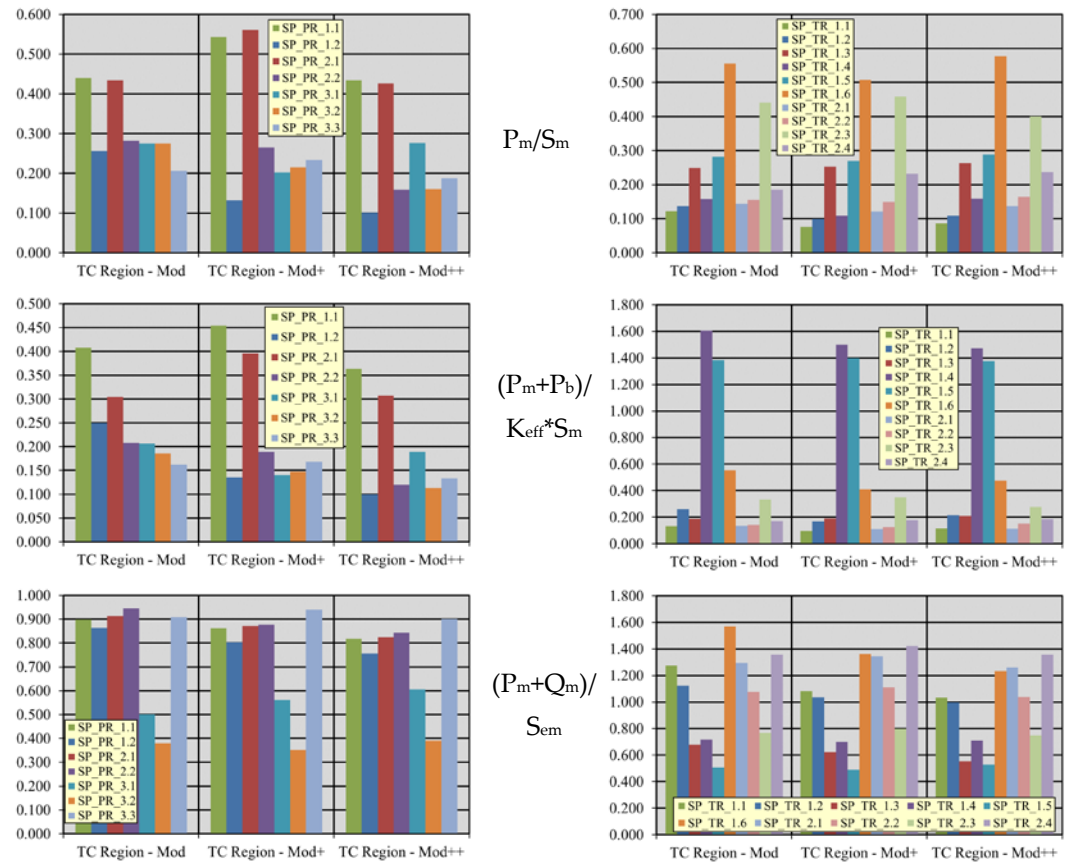 0.600
0.500
0.400
0.300
0.200
0.100
0.000
SP_PR_1.1
SP_PR_1.2
SP_PR_2.1
SP_PR_2.2
SP_PR_3.1
SP_PR_3.2
SP_PR_3.3
TC Region - Mod TC Region - Mod+ TC Region - Mod++
Pm/Sm
0.700
0.600
0.500
0.400
0.300
0.200
0.100
0.000
SP_TR_1.1
SP_TR_1.2
SP_TR_1.3
SP_TR_1.4
SP_TR_1.5
SP_TR_1.6
SP_TR_2.1
SP_TR_2.2
SP_TR_2.3
SP_TR_2.4
TC Region - Mod TC Region - Mod+ TC Region - Mod++
0.500
0.450
0.400
0.350
0.300
0.250
0.200
0.150
0.100
0.050
0.000
SP_PR_1.1
SP_PR_1.2
SP_PR_2.1
SP_PR_2.2
SP_PR_3.1
SP_PR_3.2
SP_PR_3.3
TC Region - Mod TC Region - Mod+ TC Region - Mod++
(Pm+Pb)/
Keff*Sm
1.800
1.600
1.400
1.200
1.000
0.800
0.600
0.400
0.200
0.000
SP_TR_1.1
SP_TR_1.2
SP_TR_1.3
SP_TR_1.4
SP_TR_1.5
SP_TR_1.6
SP_TR_2.1
SP_TR_2.2
SP_TR_2.3
SP_TR_2.4
TC Region - Mod TC Region - Mod+ TC Region - Mod++
1.000
0.900
0.800
0.700
0.600
0.500
0.400
0.300
0.200
0.100
0.000
SP_PR_1.1
SP_PR_1.2
SP_PR_2.1
SP_PR_2.2
SP_PR_3.1
SP_PR_3.2
SP_PR_3.3
TC Region - Mod TC Region - Mod+ TC Region - Mod++
(Pm+Qm)/
Sem
1.800
1.600
1.400
1.200
1.000
0.800
0.600
0.400
0.200
0.000
SP_TR_1.1 SP_TR_1.2 SP_TR_1.3 SP_TR_1.4 SP_TR_1.5
SP_TR_1.6 SP_TR_2.1 SP_TR_2.2 SP_TR_2.3 SP_TR_2.4
TC Region - Mod TC Region - Mod+ TC Region - Mod++